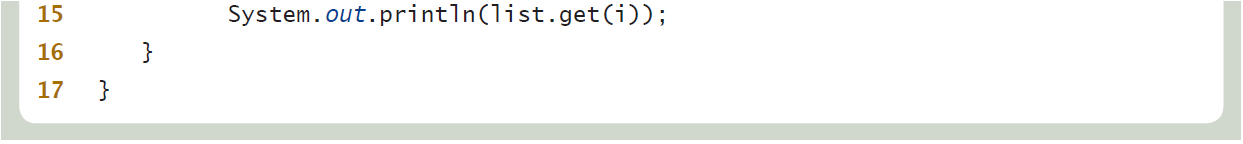 15 System.out.println(list.get(i));
16 }
17 }